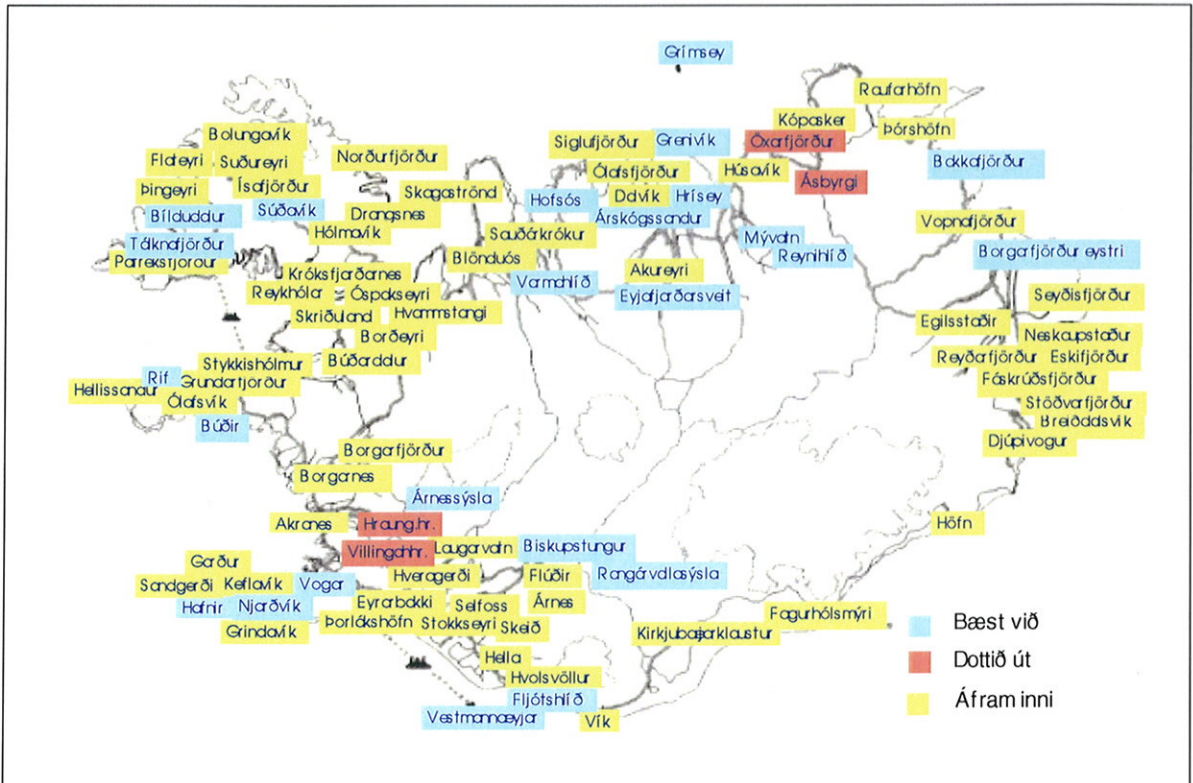 Grímsey
Raufarhöfn
Kópasker
Þórshöfn
Bolungavík
Siglufjörður
Grenivík
Öxarfjörður
Flateyri
Suðureyri
Norðurfjörður
Bakkafjörður
Ólafsfjörður
Húsavík
Ásbyrgi
Þingeyri
Ísafjörður
Skagaströnd
Hofsós
Dalvík
Hrísey
Bíldudalur
Súðavík
Drangsnes
Árskógssandur
Vopnafjörður
Hólmavík
Sauðárkrókur
Mývatn
Tálknafjörður
Reynihlíð
Borgarfjörður eystri
Patreksfjörður
Blönduós
Króksfjarðarnes
Varmahlíð
Akureyri
Reykhólar
Óspakseyri
Eyjafjarðarsveit
Seyðisfjörður
Skriðuland
Hvammstangi
Egilsstaðir
Borðeyri
Neskaupstaður
Stykkishólmur
Búðardalur
Reyðarfjörður
Eskifjörður
Rif
Grundarfjörður
Fáskrúðsfjörður
Hellissandur
Ólafsvík
Stöðvarfjörður
Búðir
Breiðdalsvík
Djúpivogur
Borgarfjörður
Borgarnes
Árnessýsla
Akranes
Hraung.hr.
Höfn
Villingahr.
Laugarvatn
Biskupstungur
Garður
Sandgerði
Keflavík
Vogar
Hveragerði
Flúðir
Rangárvallasýsla
Hafnir
Njarðvík
Eyrarbakki
Selfoss
Árnes
Fagurhólsmýri
Grindavík
Þorlákshöfn
Stokkseyri
Skeið
Kirkjubæjarklaustur
Hella
Hvolsvöllur
Fljótshlíð
Vestmannaeyjar
Vík
Bæst við
Dottið út
Áfram inni